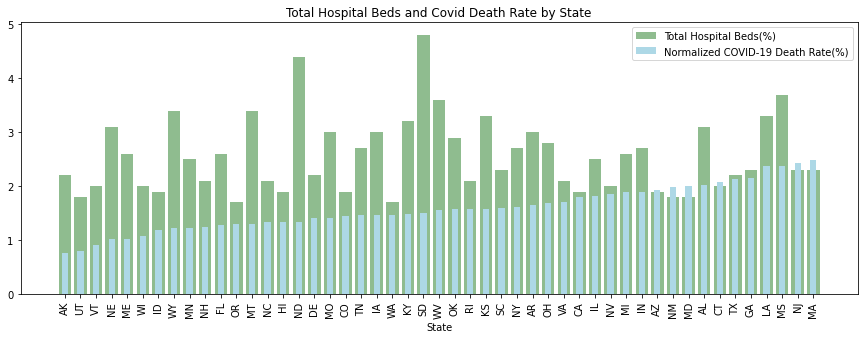 Total Hospital Beds and Covid Death Rate by State
5
4
3
2
1
0
Total Hospital Beds(%)
Normalized COVID-19 Death Rate(%)
AK UT VT NE ME WI ID WY MN NH FL OR MT NC HI ND DE MO CO TN IA WA KY SD WV OK RI KS SC NY AR OH VA CA IL NV MI IN AZ NM MD AL CT TX GA LA MS NJ MA
State